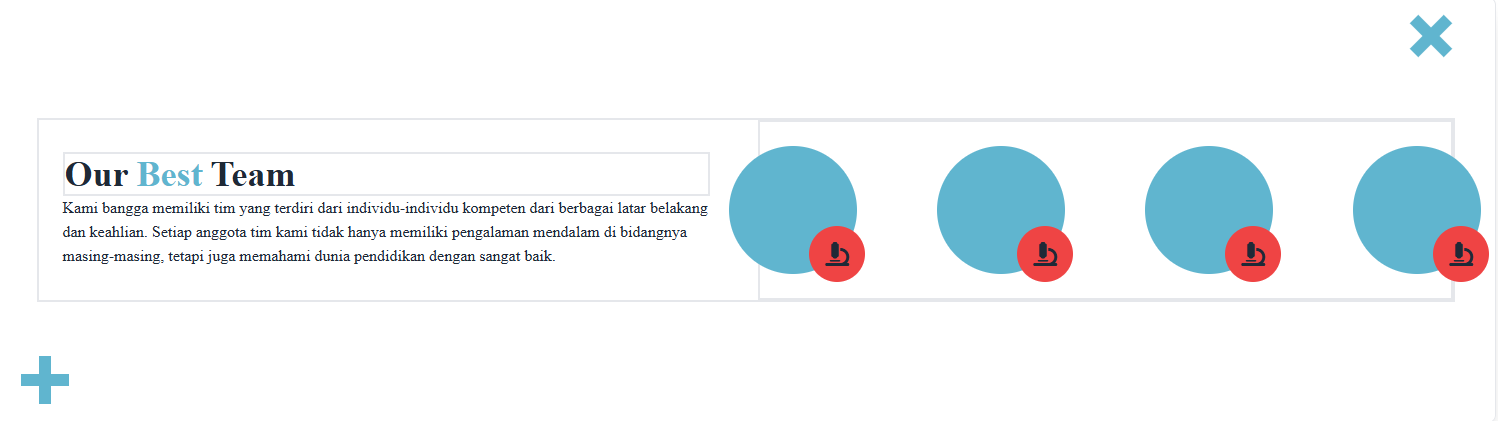 Our Best Team
Kami bangga memiliki tim yang terdiri dari individu-individu kompeten dari berbagai latar belakang
dan keahlian. Setiap anggota tim kami tidak hanya memiliki pengalaman mendalam di bidangnya
masing-masing, tetapi juga memahami dunia pendidikan dengan sangat baik.